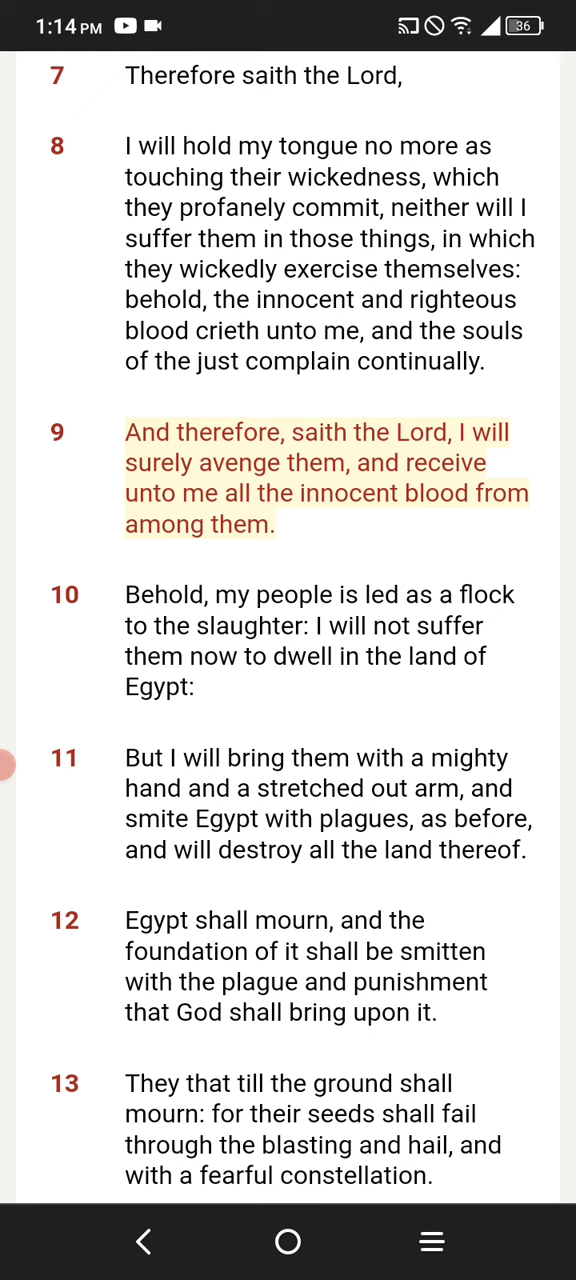 1:14 PM
36
7 Therefore saith the Lord,
8 I will hold my tongue no more as
touching their wickedness, which
they profanely commit, neither will I
suffer them in those things, in which
they wickedly exercise themselves:
behold, the innocent and righteous
blood crieth unto me, and the souls
of the just complain continually.
9 And therefore, saith the Lord, I will
surely avenge them, and receive
unto me all the innocent blood from
among them.
10 Behold, my people is led as a flock
to the slaughter: I will not suffer
them now to dwell in the land of
Egypt:
11 But I will bring them with a mighty
hand and a stretched out arm, and
smite Egypt with plagues, as before,
and will destroy all the land thereof.
12 Egypt shall mourn, and the
foundation of it shall be smitten
with the plague and punishment
that God shall bring upon it.
13 They that till the ground shall
mourn: for their seeds shall fail
through the blasting and hail, and
with a fearful constellation.